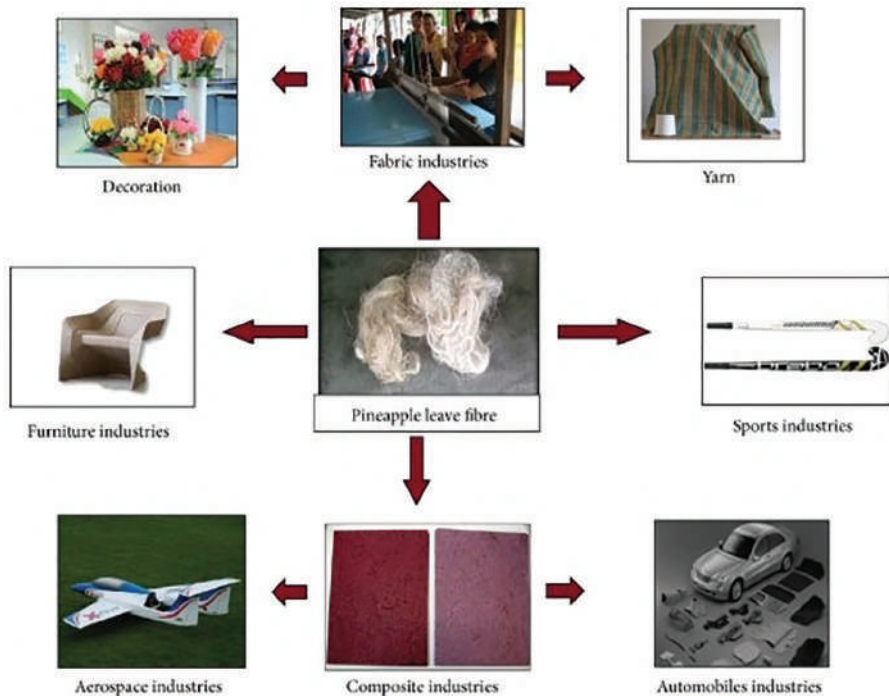 Decoration
Fabric industries
Yarn
Furniture industries
Pineapple leave fibre
Sports industries
Aerospace industries
Composite industries
Automobiles industries